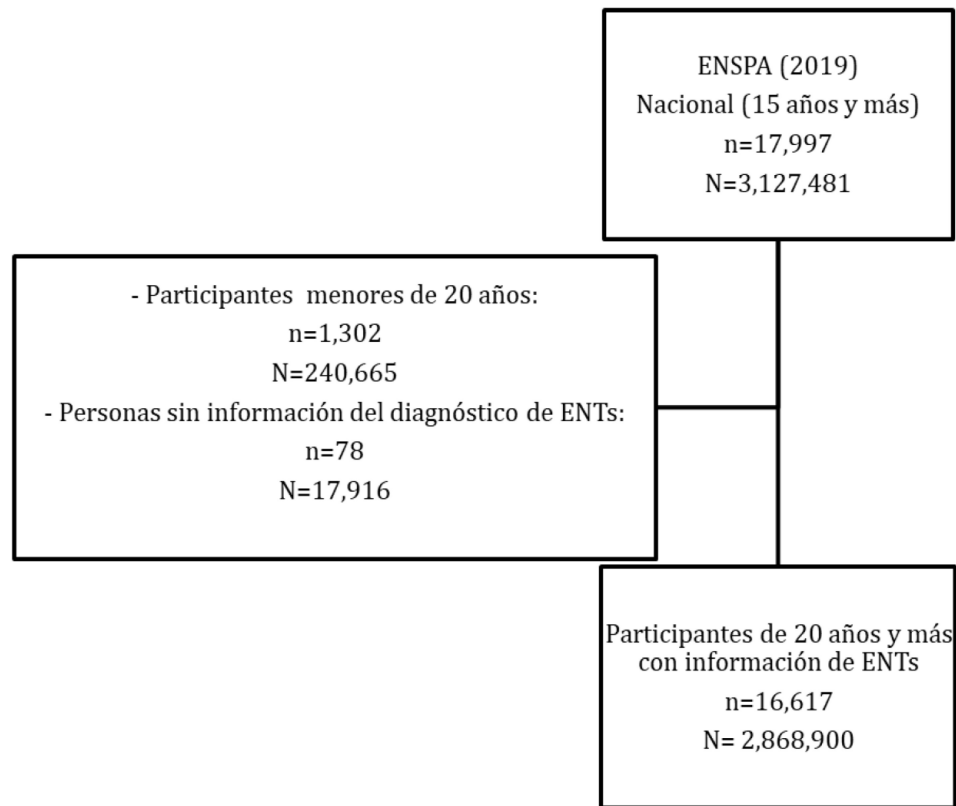 ENSPA (2019)
Nacional (15 años y más)
n=17,997
N=3,127,481
- Participantes menores de 20 años:
n=1,302
N=240,665
- Personas sin información del diagnóstico de ENTs:
n=78
N=17,916
Participantes de 20 años y más
con información de ENTs
n=16,617
N= 2,868,900